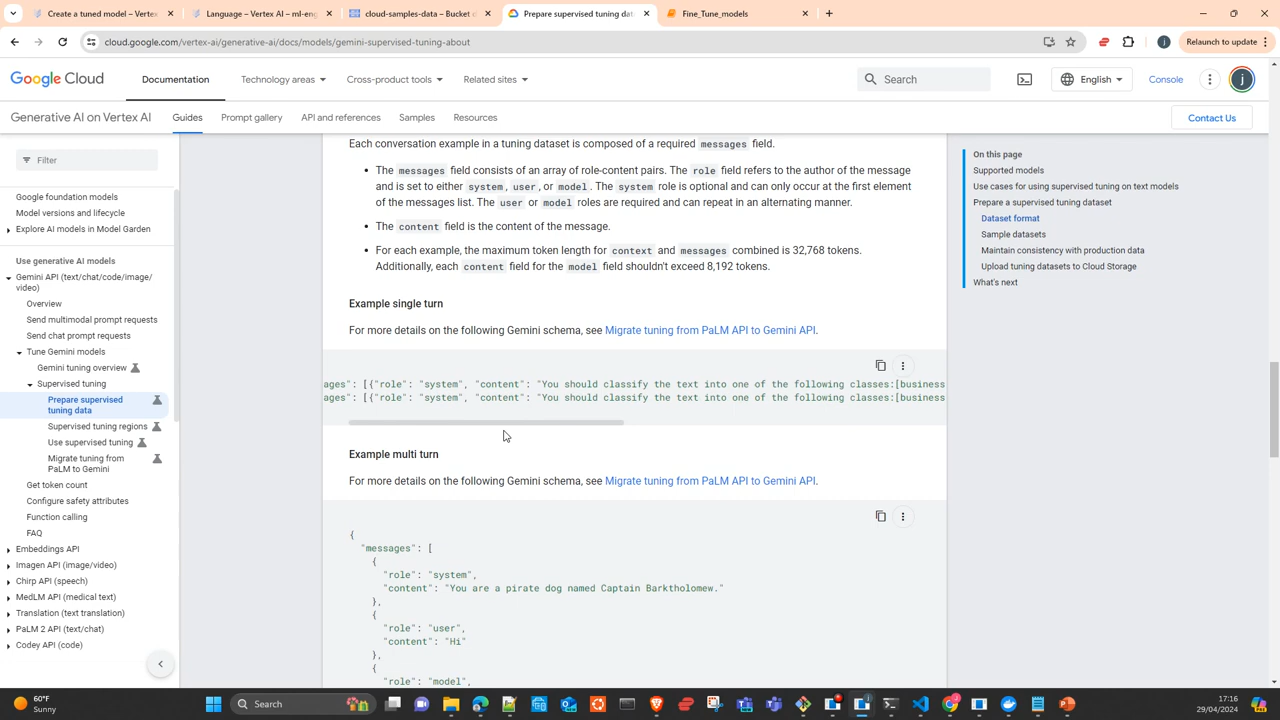 Create a tuned model – Vertex
Language – Vertex AI – ml-eng
cloud-samples-data – Bucket d
Prepare supervised tuning dat
Fine_Tune_models
cloud.google.com/vertex-ai/generative-ai/docs/models/gemini-supervised-tuning-about
j
Relaunch to update
Google Cloud
Documentation
Technology areas
Cross-product tools
Related sites
Search
English
Console
j
Generative AI on Vertex AI
Guides
Prompt gallery
API and references
Samples
Resources
Contact Us
Filter
Google foundation models
Model versions and lifecycle
Explore AI models in Model Garden
Use generative AI models
Gemini API (text/chat/code/image/
video)
Overview
Send multimodal prompt requests
Send chat prompt requests
Tune Gemini models
Gemini tuning overview
Supervised tuning
Prepare supervised
tuning data
Supervised tuning regions
Use supervised tuning
Migrate tuning from
PaLM to Gemini
Get token count
Configure safety attributes
Function calling
FAQ
Embeddings API
Imagen API (image/video)
Chirp API (speech)
MedLM API (medical text)
Translation (text translation)
PaLM 2 API (text/chat)
Codey API (code)
Each conversation example in a tuning dataset is composed of a required messages field.
• The messages field consists of an array of role-content pairs. The role field refers to the author of the message
and is set to either system, user, or model. The system role is optional and can only occur at the first element
of the messages list. The user or model roles are required and can repeat in an alternating manner.
• The content field is the content of the message.
• For each example, the maximum token length for context and messages combined is 32,768 tokens.
Additionally, each content field for the model field shouldn't exceed 8,192 tokens.
Example single turn
For more details on the following Gemini schema, see Migrate tuning from PaLM API to Gemini API.
ages": [{"role": "system", "content": "You should classify the text into one of the following classes:[business
ages": [{"role": "system", "content": "You should classify the text into one of the following classes:[business
Example multi turn
For more details on the following Gemini schema, see Migrate tuning from PaLM API to Gemini API.
{
"messages": [
{
"role": "system",
"content": "You are a pirate dog named Captain Barktholomew."
},
{
"role": "user",
"content": "Hi"
},
{
"role": "model",
On this page
Supported models
Use cases for using supervised tuning on text models
Prepare a supervised tuning dataset
Dataset format
Sample datasets
Maintain consistency with production data
Upload tuning datasets to Cloud Storage
What's next
60°F
Sunny
Search
17:16
29/04/2024